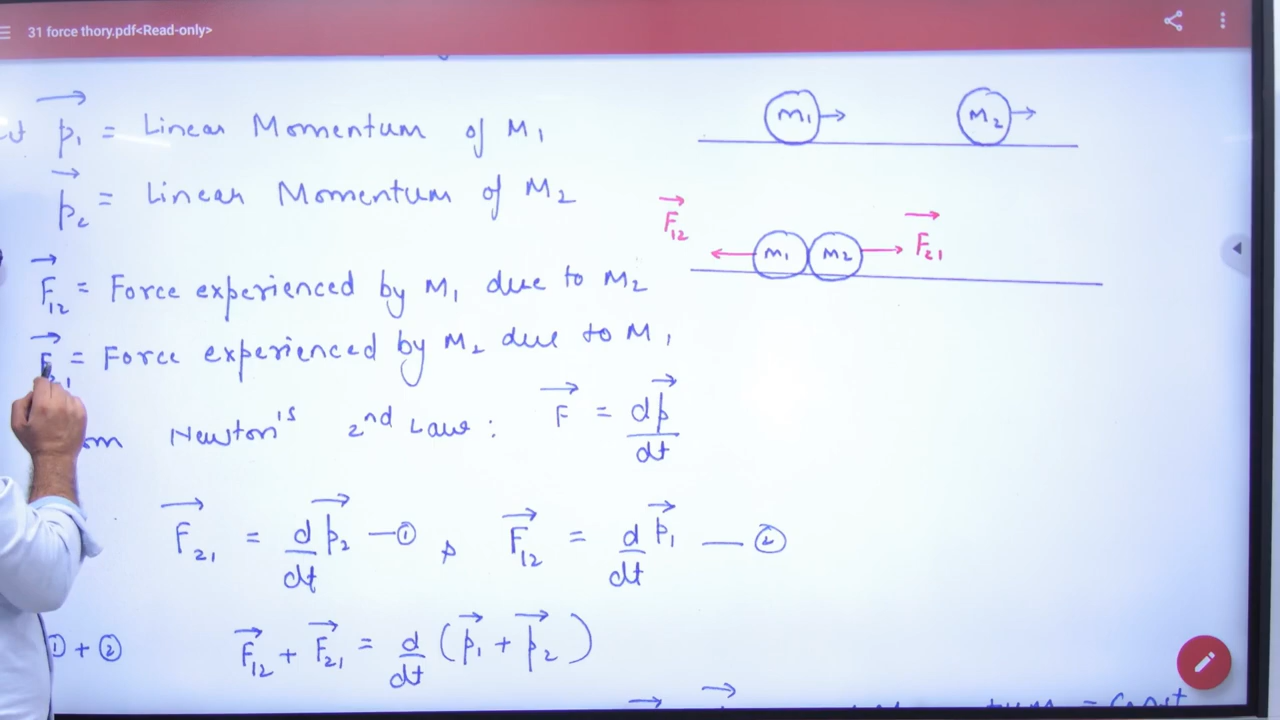 31 force thory.pdf<Read-only>
p₁ = Linear Momentum of M₁
p₂ = Linear Momentum of M₂
F₁₂ = Force experienced by M₁ due to M₂
F₂₁ = Force experienced by M₂ due to M₁
Newton's 2nd Law: F = dp/dt
F₂₁ = d/dt p₂ — ① , F₁₂ = d/dt p₁ — ②
① + ② F₁₂ + F₂₁ = d/dt (p₁ + p₂)
= const
M₁ M₂
F₁₂ M₁ M₂ F₂₁